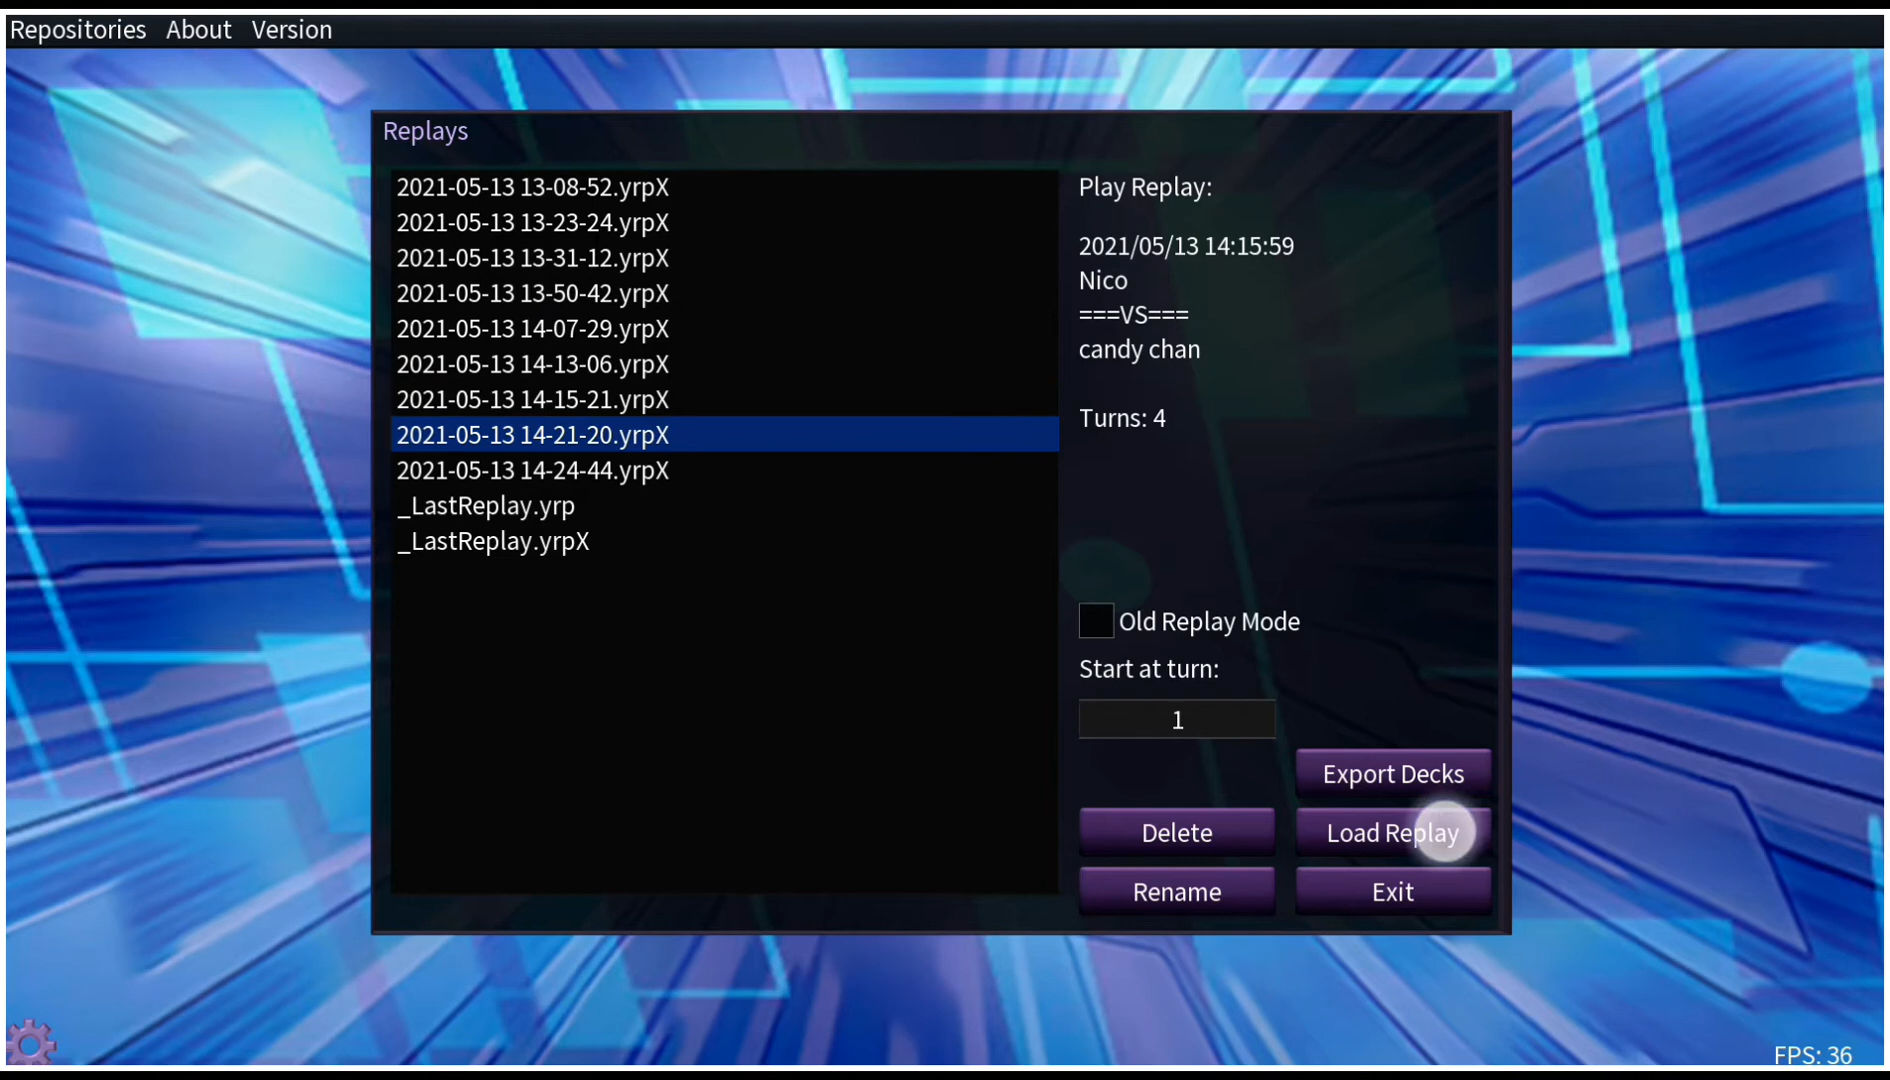 Repositories About Version
Replays
2021-05-13 13-08-52.yrpX
2021-05-13 13-23-24.yrpX
2021-05-13 13-31-12.yrpX
2021-05-13 13-50-42.yrpX
2021-05-13 14-07-29.yrpX
2021-05-13 14-13-06.yrpX
2021-05-13 14-15-21.yrpX
2021-05-13 14-21-20.yrpX
2021-05-13 14-24-44.yrpX
_LastReplay.yrp
_LastReplay.yrpX
Play Replay:
2021/05/13 14:15:59
Nico
===VS===
candy chan
Turns: 4
Old Replay Mode
Start at turn:
1
Export Decks
Delete
Load Replay
Rename
Exit
FPS: 36